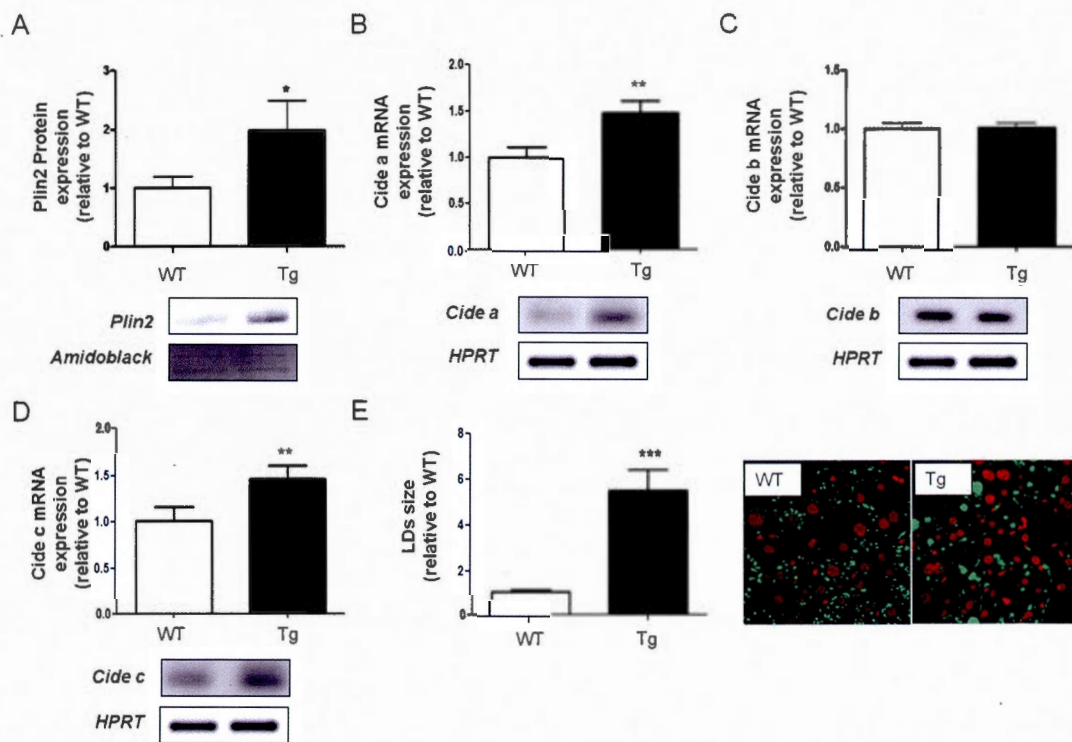 A
Plin2 Protein
expression
(relative to WT)
3
2
1
0
*
WT
Tg
Plin2
Amidoblack
B
Cide a mRNA
expression
(relative to WT)
2.0
1.5
1.0
0.5
0.0
**
WT
Tg
Cide a
HPRT
C
Cide b mRNA
expression
(relative to WT)
1.5
1.0
0.5
0.0
WT
Tg
Cide b
HPRT
D
Cide c mRNA
expression
(relative to WT)
2.0
1.5
1.0
0.5
0.0
**
WT
Tg
Cide c
HPRT
E
LDs size
(relative to WT)
8
6
4
2
0
***
WT
Tg
WT
Tg